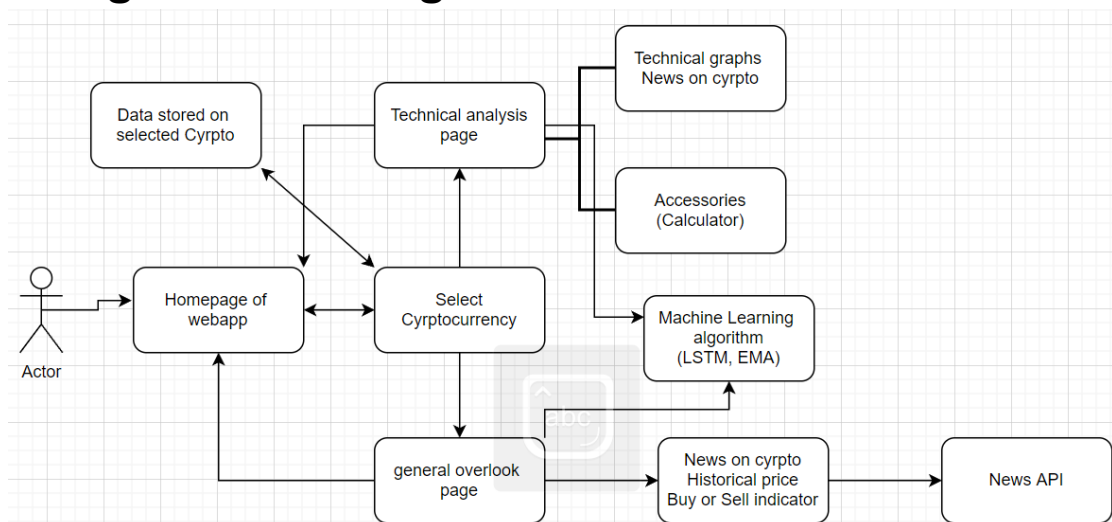 Technical graphs
News on cyrpto
Data stored on
selected Cyrpto
Technical analysis
page
Accessories
(Calculator)
Homepage of
webapp
Select
Cyrptocurrency
Machine Learning
algorithm
(LSTM, EMA)
Actor
abc
general overlook
page
News on cyrpto
Historical price
Buy or Sell indicator
News API